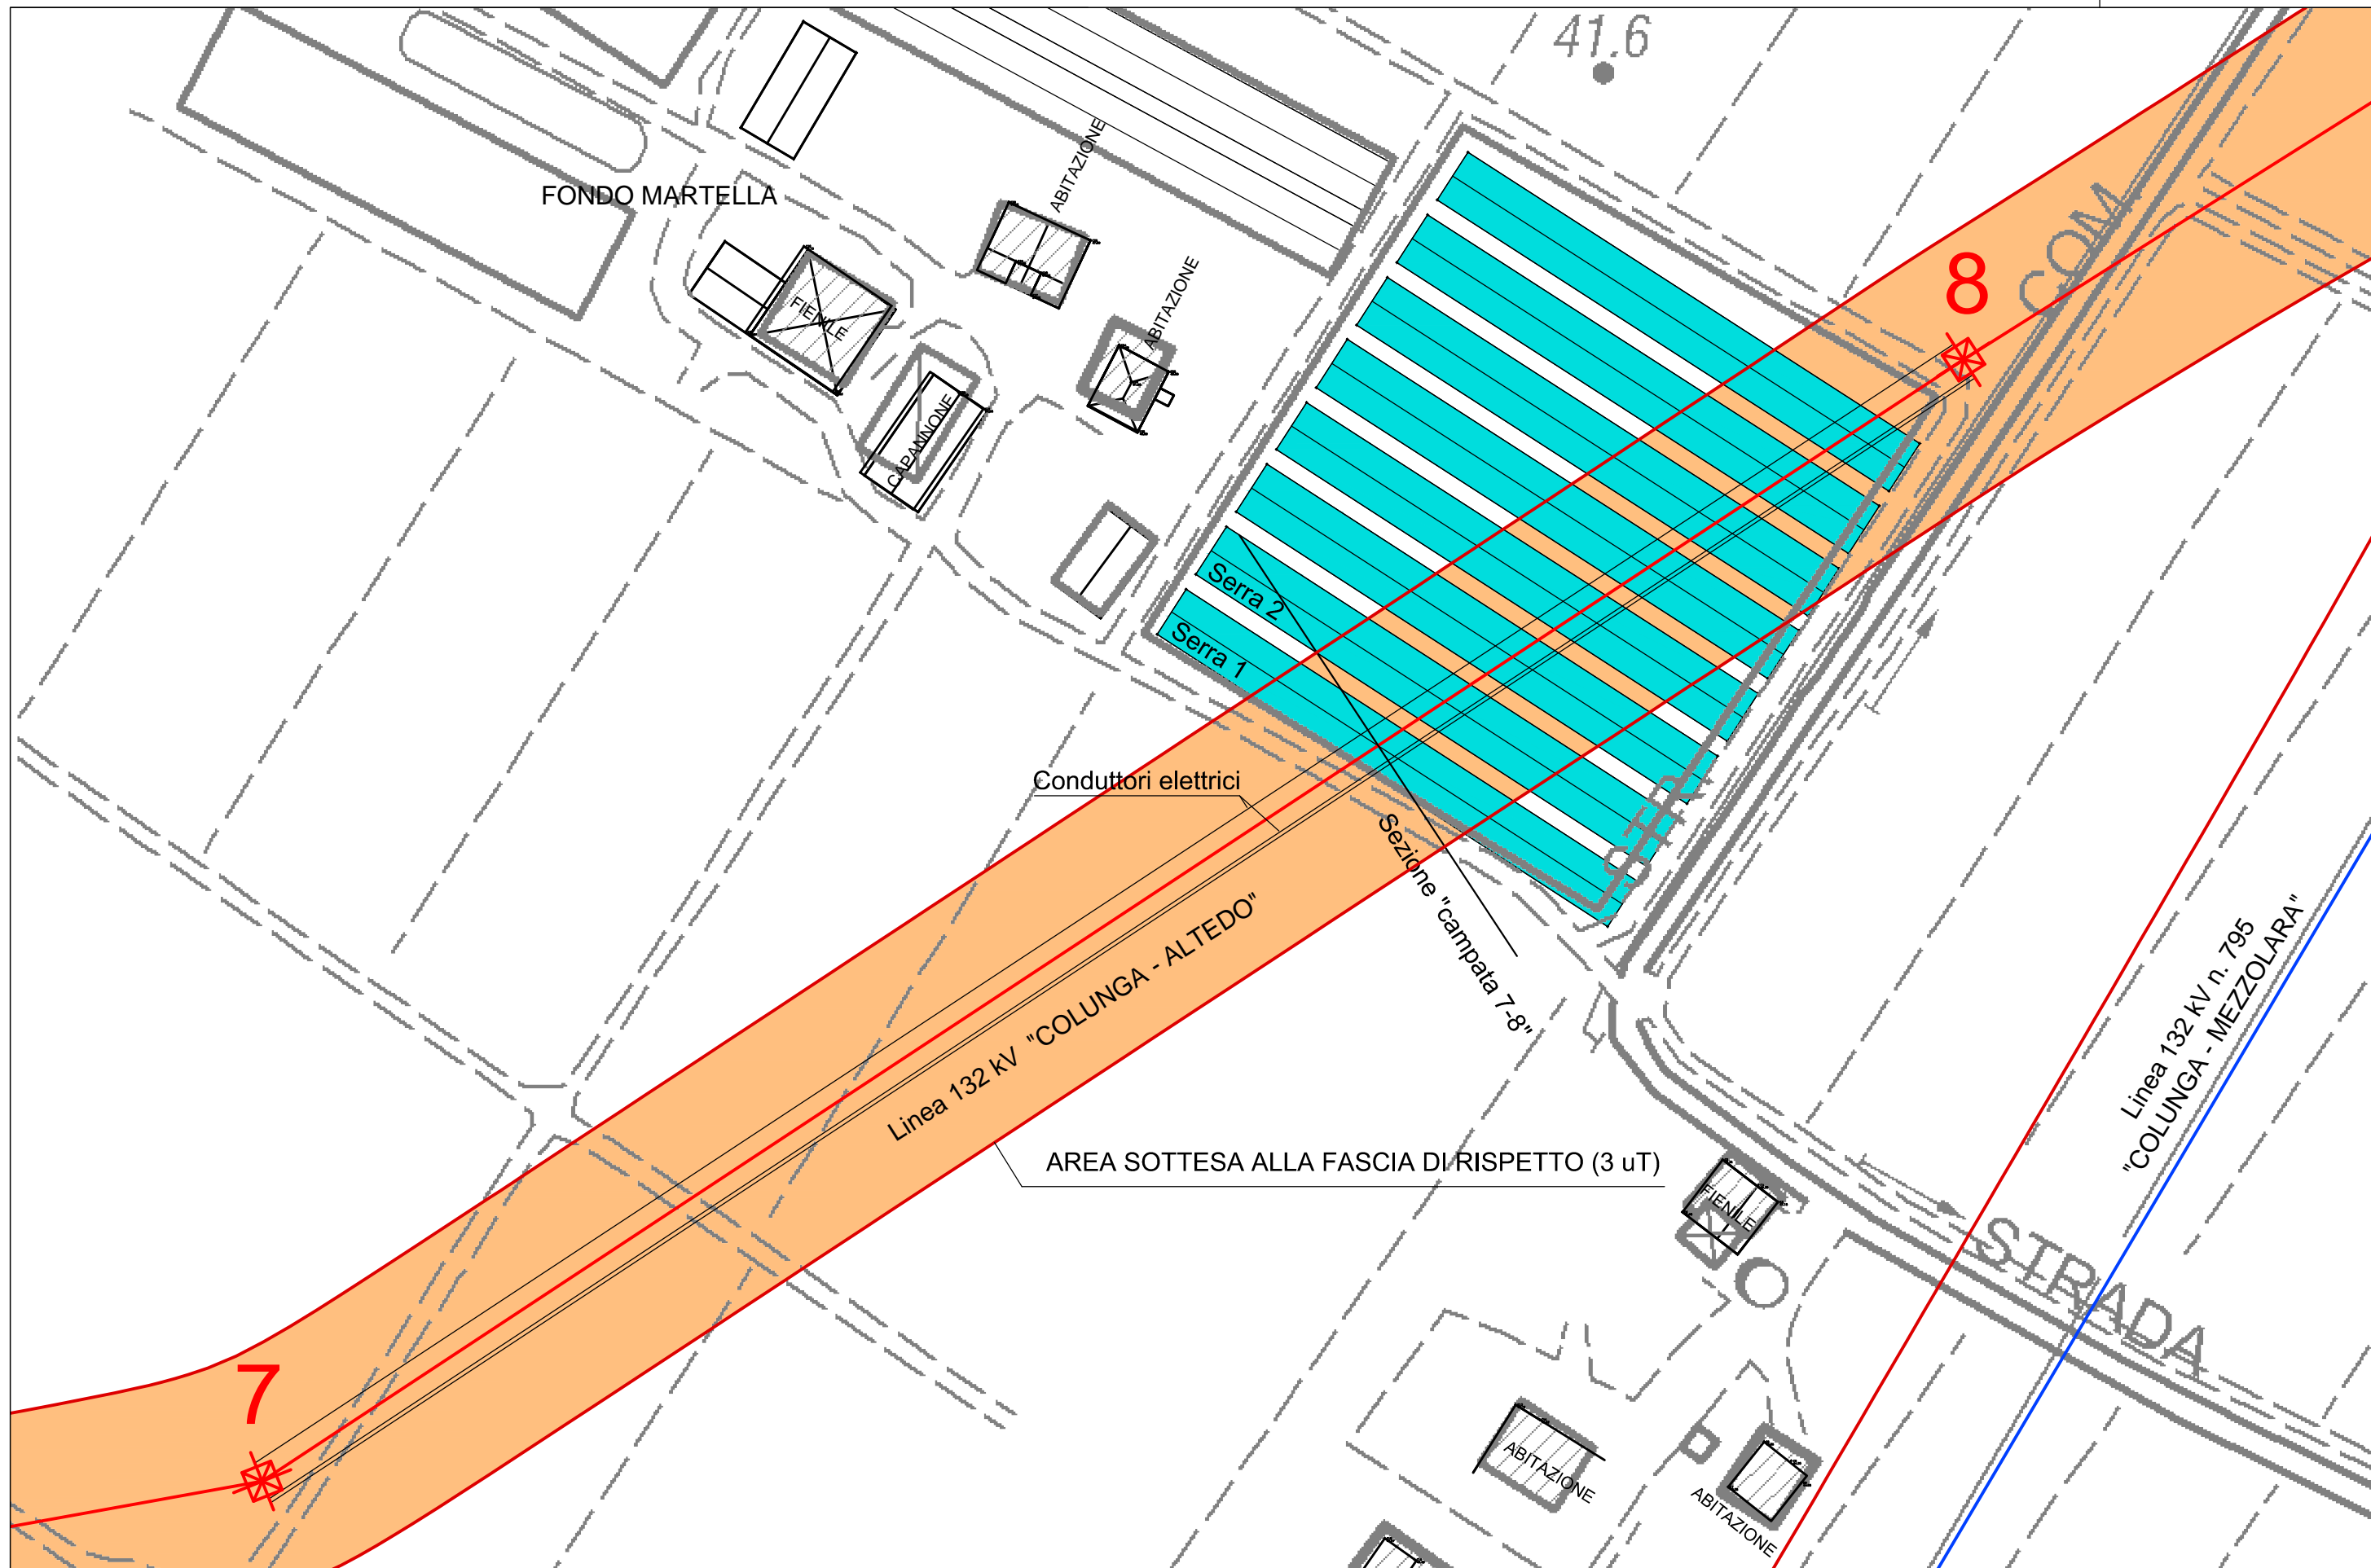 41.6
ABITAZIONE
FONDO MARTELLA
COM
8
ABITAZIONE
FIENILE
CAPANNONE
Serra 2
Serra 1
Conduttori elettrici
STR
Sezione "campata 7-8"
Linea 132 kV "COLUNGA - ALTEDO"
Linea 132 kV n. 795
"COLUNGA - MEZZOLARA"
AREA SOTTESA ALLA FASCIA DI RISPETTO (3 uT)
FIENILE
STRADA
7
ABITAZIONE
ABITAZIONE